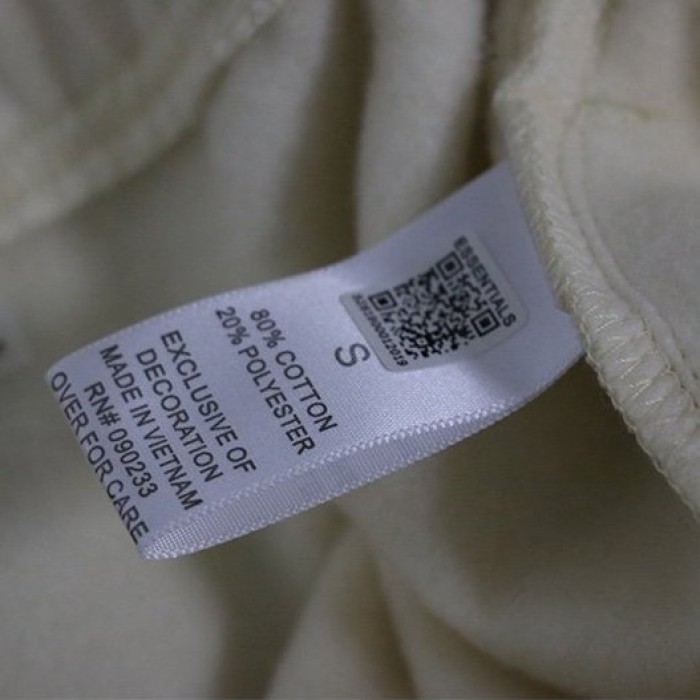 ESSENTIALS
S
80% COTTON
20% POLYESTER
EXCLUSIVE OF
DECORATION
MADE IN VIETNAM
RN# 090233
OVER FOR CARE